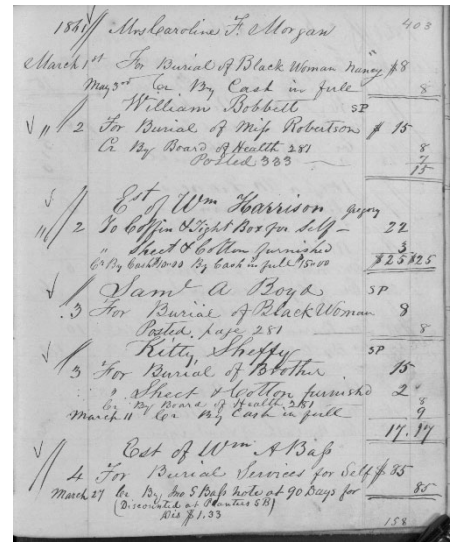 1861 Mrs Caroline F. Morgan 403
March 1st For Burial of Black Woman "Nancy" $8
May 3rd Cr By Cash in full 8
William Bobbett SP
" 2 For Burial of Miss Robertson $ 15
Cr By Board of Health 281 8
Posted 333 7
15
Est of Wm Harrison Gregory
" 2 To Coffin & Tight Box for self - 22
" Sheet & Cotton furnished 3
Cr By Cash $10.00 By Cash in full $15.00 $25 $25
Saml A Boyd SP
3 For Burial of Black Woman 8
Posted, page 281 8
Kitty Sheffy SP
3 For Burial of Brother 15
" Sheet & Cotton furnishd 2
Cr By Board of Health 281 8
March 11 Cr By Cash in full 9
17.17
Est of Wm A Baß
4 For Burial Services for Self $ 85
March 27 Cr By Jno S Baß note at 90 Days for 85
(Discounted at Planters SB)
Dis $1.33
158